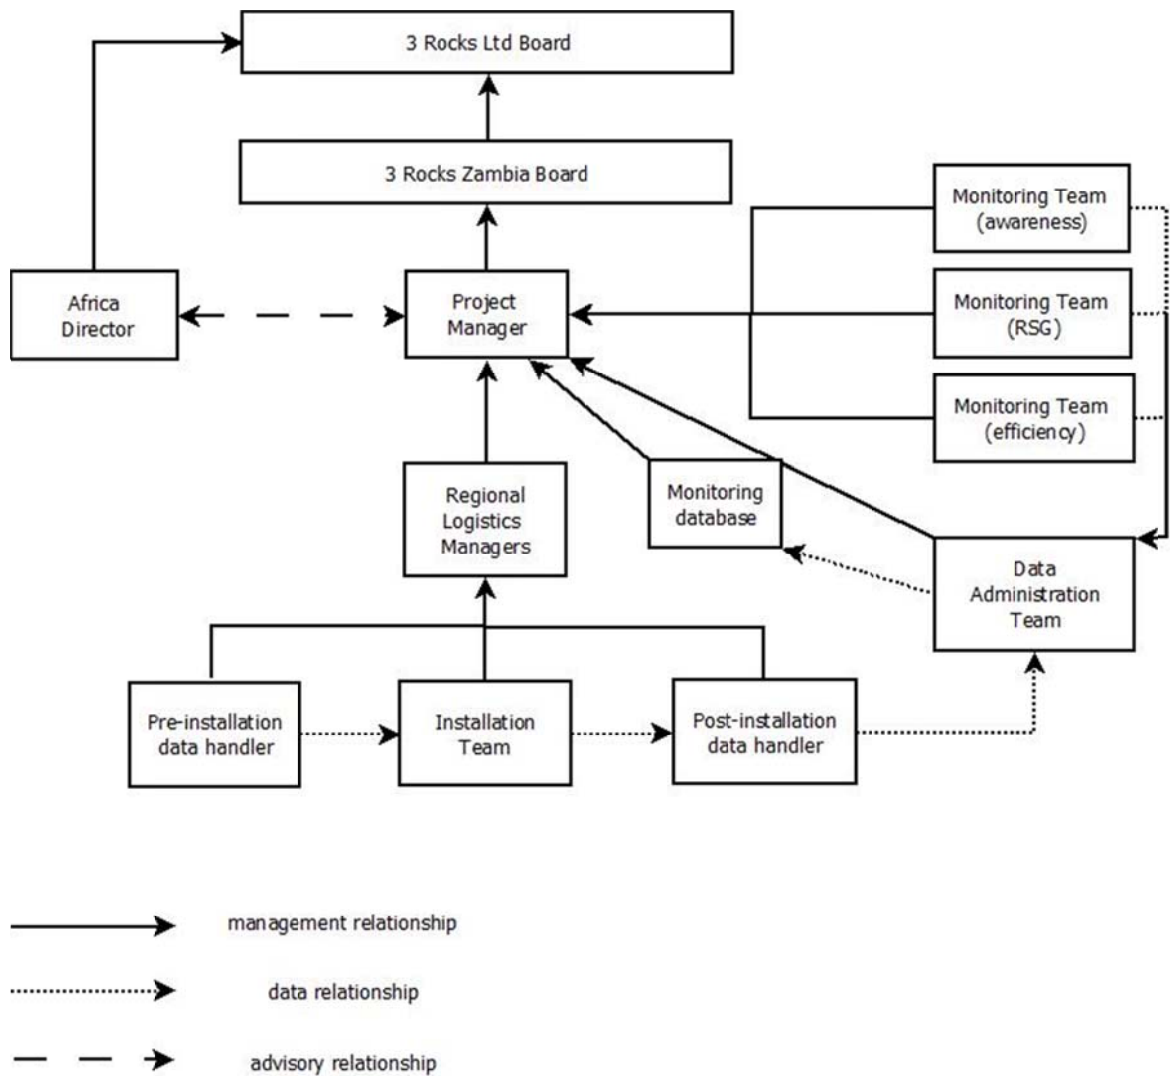 3 Rocks Ltd Board
3 Rocks Zambia Board
Monitoring Team
(awareness)
Africa
Director
Project
Manager
Monitoring Team
(RSG)
Monitoring Team
(efficiency)
Regional
Logistics
Managers
Monitoring
database
Data
Administration
Team
Pre-installation
data handler
Installation
Team
Post-installation
data handler
management relationship
data relationship
advisory relationship